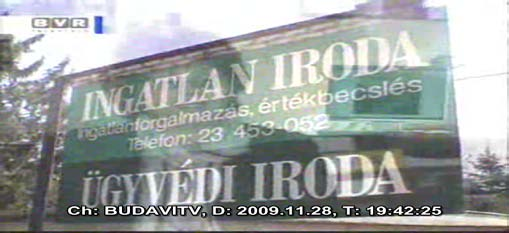 BVR
INGATLAN IRODA
Ingatlanforgalmazás, értékbecslés
Telefon: 23 453-052
ÜGYVÉDI IRODA
Ch: BUDAVITV, D: 2009.11.28, T: 19:42:25